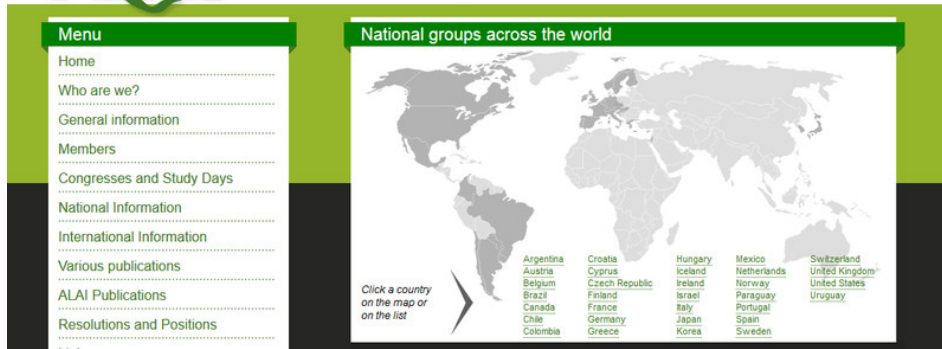 Menu
Home
Who are we?
General information
Members
Congresses and Study Days
National Information
International Information
Various publications
ALAI Publications
Resolutions and Positions
National groups across the world
Click a country
on the map or
on the list
Argentina
Austria
Belgium
Brazil
Canada
Chile
Colombia
Croatia
Cyprus
Czech Republic
Finland
France
Germany
Greece
Hungary
Iceland
Ireland
Israel
Italy
Japan
Korea
Mexico
Netherlands
Norway
Paraguay
Portugal
Spain
Sweden
Switzerland
United Kingdom
United States
Uruguay